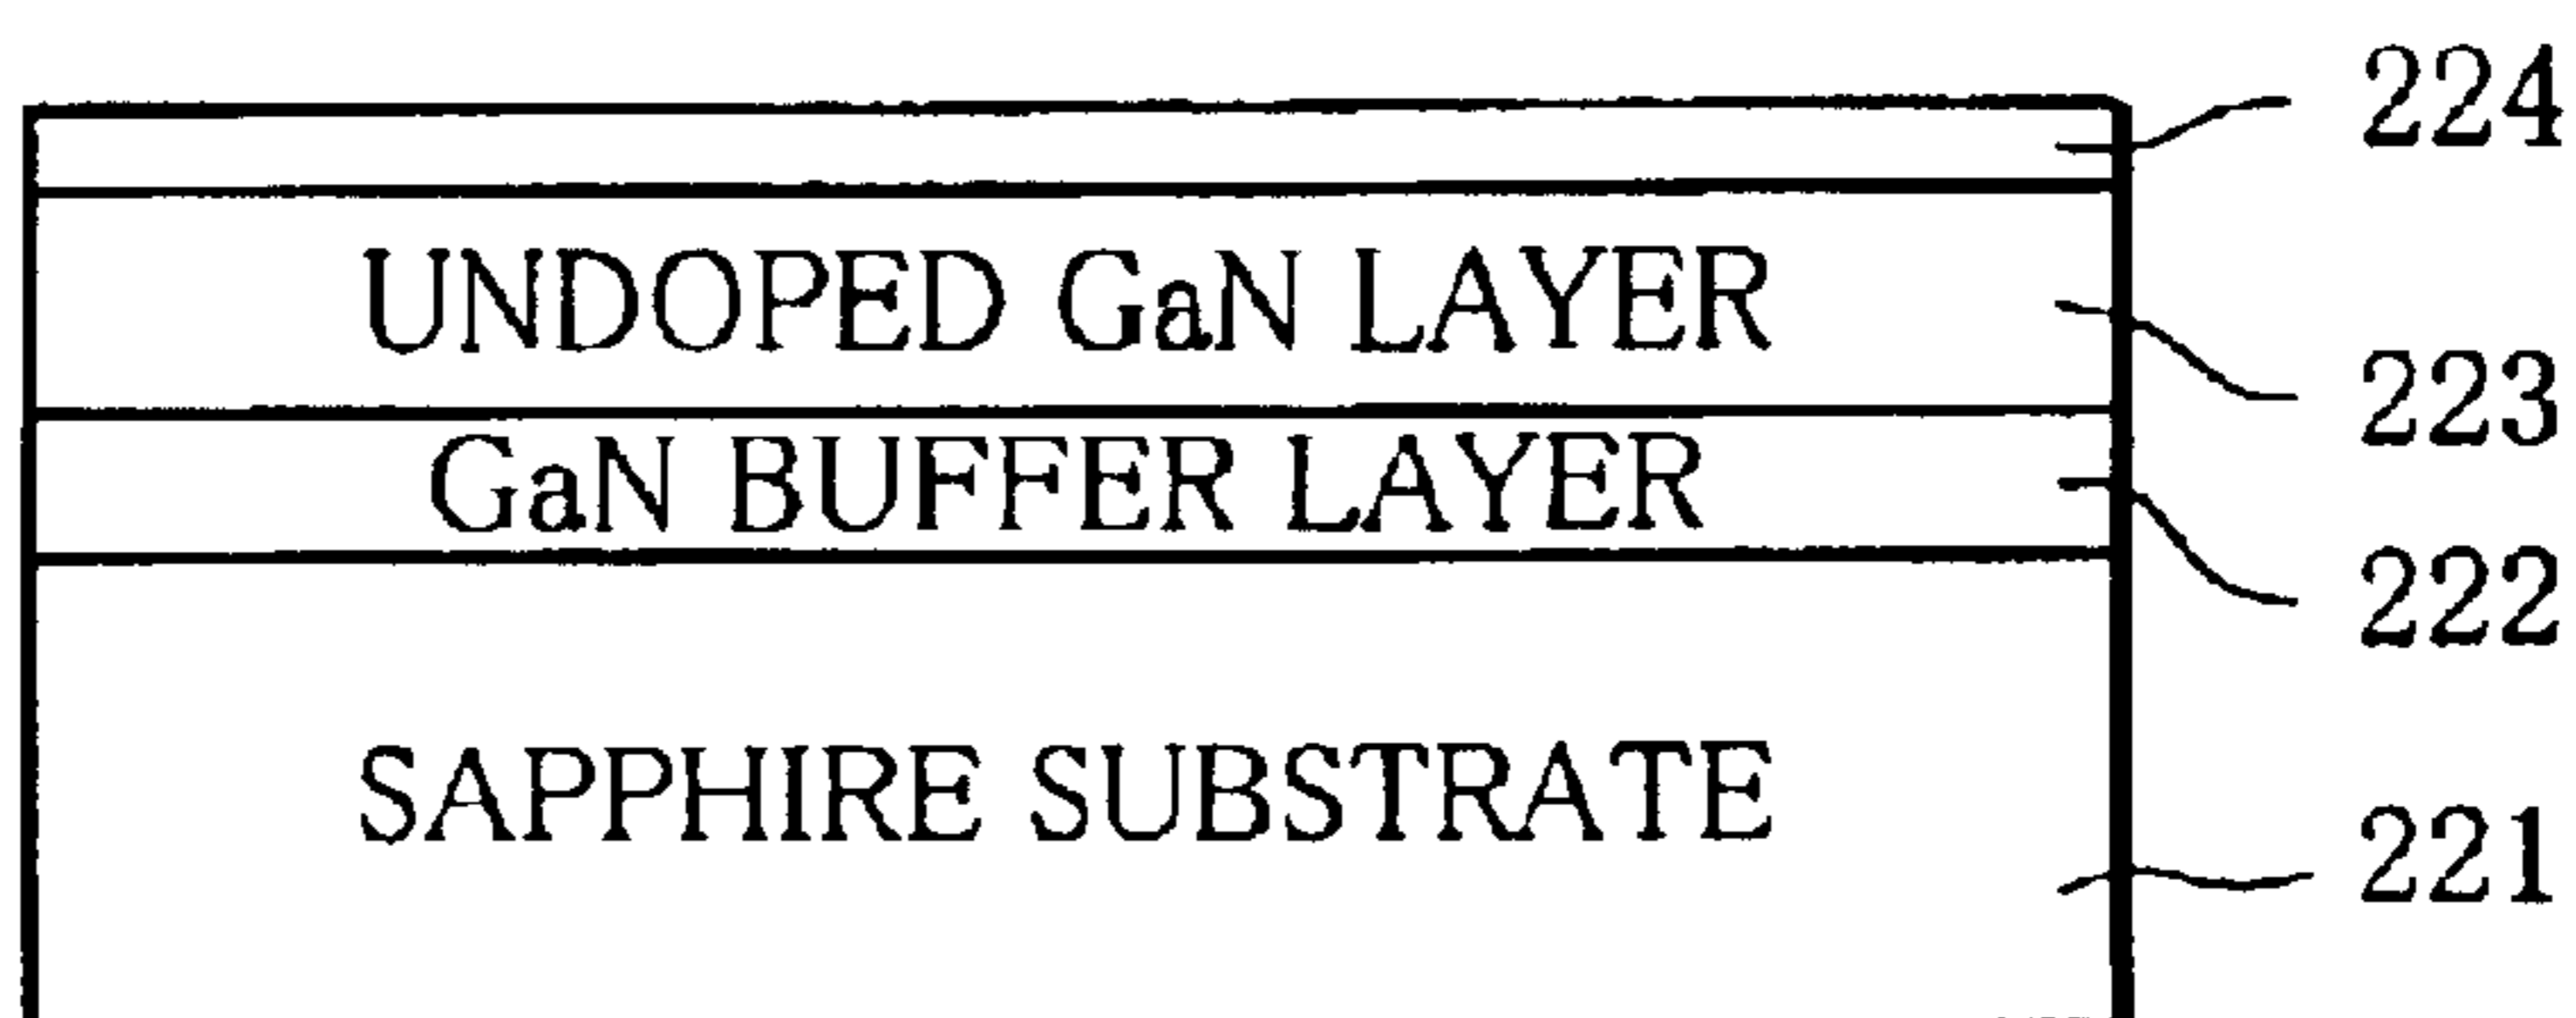 224
UNDOPED GaN LAYER
223
GaN BUFFER LAYER
222
SAPPHIRE SUBSTRATE
221